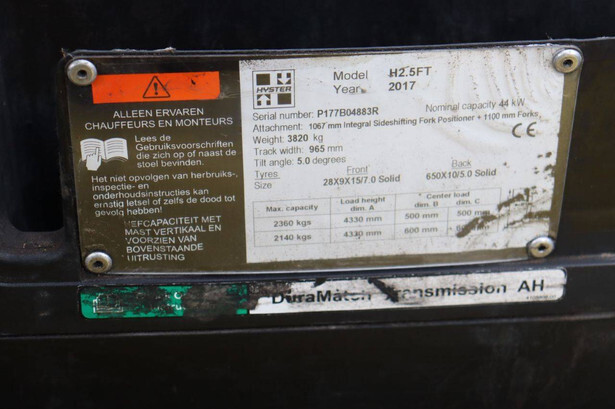 ALLEEN ERVAREN
CHAUFFEURS EN MONTEURS
Lees de
Gebruiksvoorschriften
die zich op of naast de
stoel bevinden.
Het niet opvolgen van herbruiks-,
inspectie- en
onderhoudsinstructies kan
ernstig letsel of zelfs de dood tot
gevolg hebben!
HEFCAPACITEIT MET
MAST VERTIKAAL EN
VOORZIEN VAN
BOVENSTAANDE
UITRUSTING
HYSTER
Model H2.5FT
Year 2017
Serial number: P177B04883R Nominal capacity 44 kW
Attachment: 1067 mm Integral Sideshifting Fork Positioner + 1100 mm Forks
Weight: 3820 kg
Track width: 965 mm
Tilt angle: 5.0 degrees
CE
Tyres Front Back
Size 28X9X15/7.0 Solid 650X10/5.0 Solid
Max. capacity Load height dim. A Center load dim. B dim. C
2360 kgs 4330 mm 500 mm 500
2140 kgs 4330 mm 600 mm
DuraMatch Transmission AH